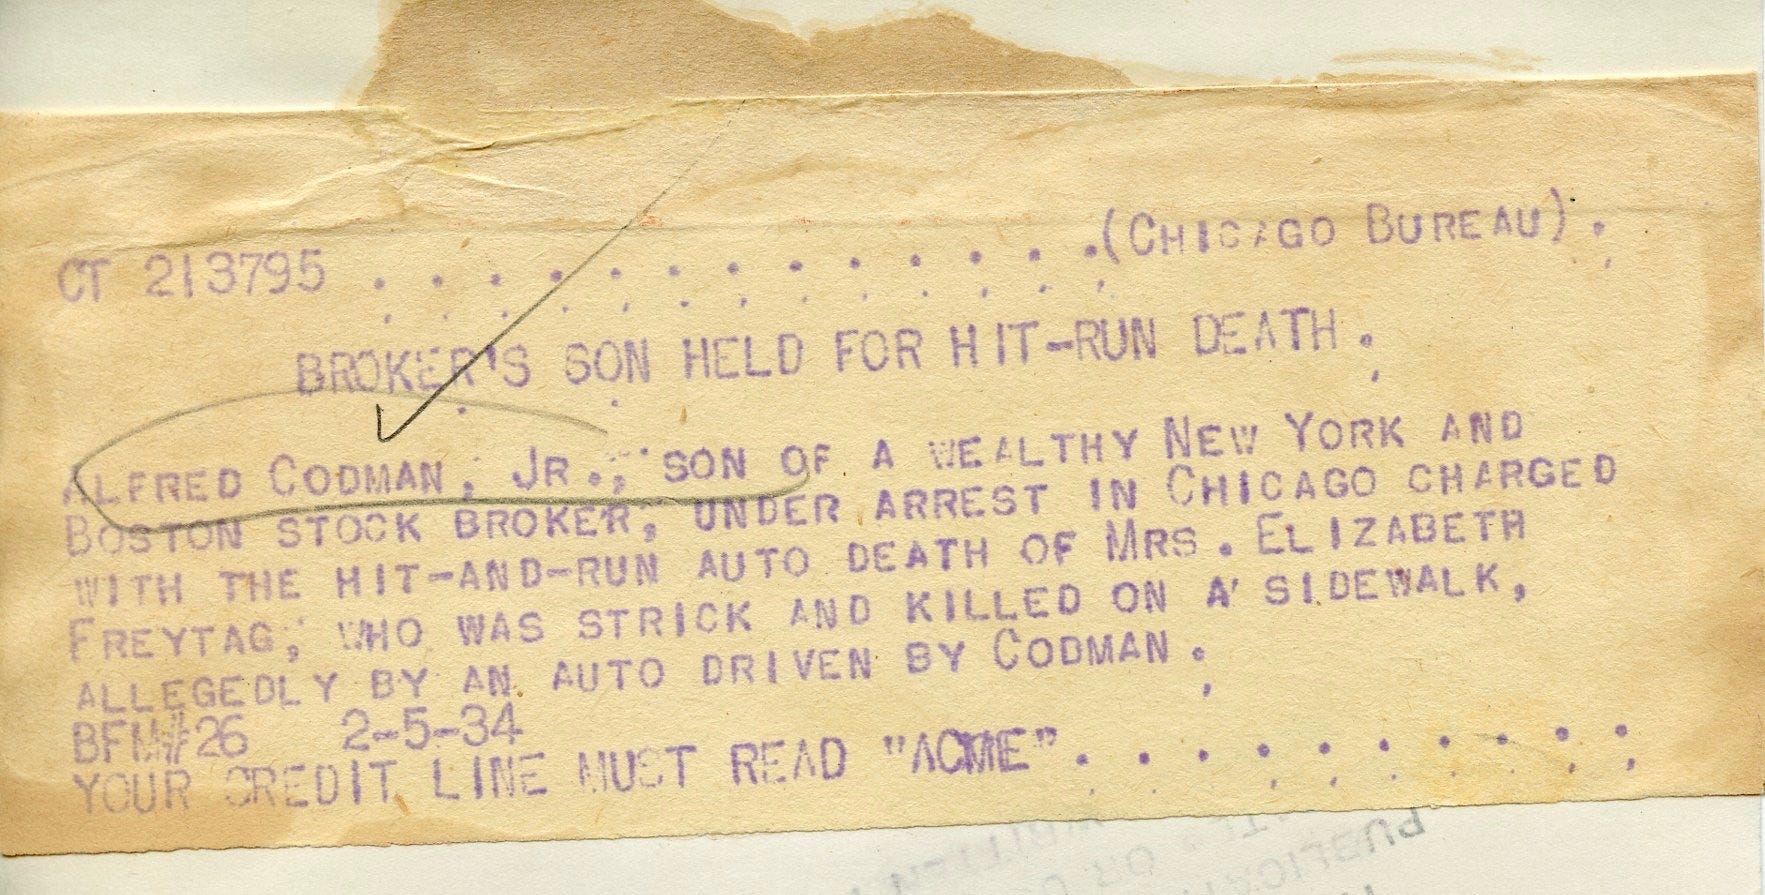 CT 213795 . . . . . . . . . . . . .(CHICAGO BUREAU).
BROKER'S SON HELD FOR HIT-RUN DEATH.
ALFRED CODMAN, JR., SON OF A WEALTHY NEW YORK AND
BOSTON STOCK BROKER, UNDER ARREST IN CHICAGO CHARGED
WITH THE HIT-AND-RUN AUTO DEATH OF MRS. ELIZABETH
FREYTAG, WHO WAS STRICK AND KILLED ON A SIDEWALK,
ALLEGEDLY BY AN AUTO DRIVEN BY CODMAN.
BFM#26 2-5-34
YOUR CREDIT LINE MUST READ "ACME". . . . . . . . . .